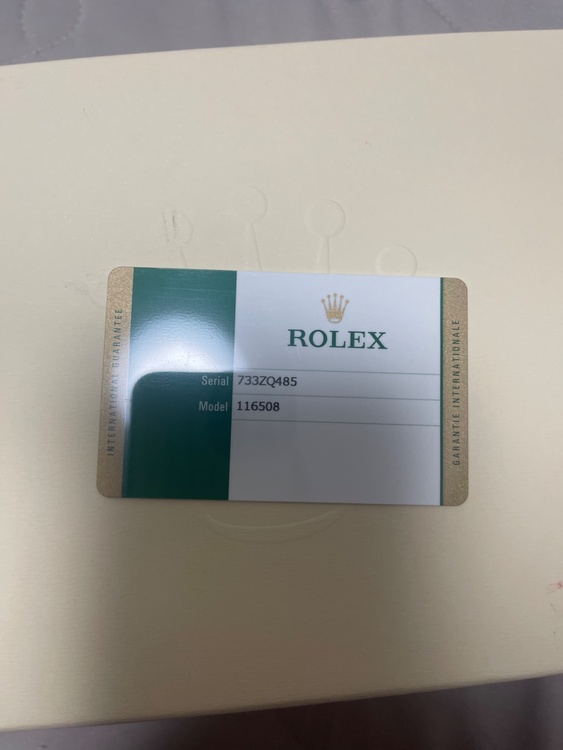 INTERNATIONAL GUARANTEE
ROLEX
Serial 733ZQ485
Model 116508
GARANTIE INTERNATIONALE